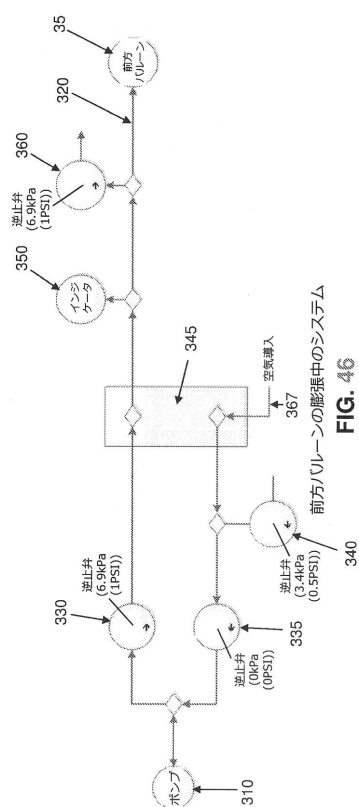 35
前方
バルーン
320
360
逆止弁
(6.9kPa
(1PSI))
350
インジ
ケータ
345
空気導入
367
330
逆止弁
(6.9kPa
(1PSI))
逆止弁
(3.4kPa
(0.5PSI))
340
逆止弁
(0kPa
(0PSI))
335
ポンプ
310
前方バルーンの膨張中のシステム
FIG. 46